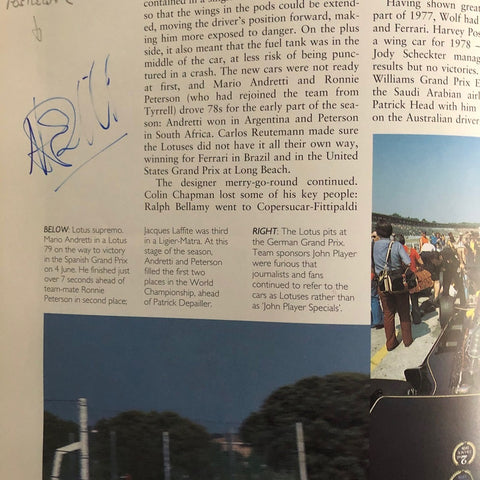 contained in a
so that the wings in the pods could be extend-
ed, moving the driver's position forward, mak-
ing him more exposed to danger. On the plus
side, it also meant that the fuel tank was in the
middle of the car, at less risk of being punc-
tured in a crash. The new cars were not ready
at first, and Mario Andretti and Ronnie
Peterson (who had rejoined the team from
Tyrrell) drove 78s for the early part of the sea-
son: Andretti won in Argentina and Peterson
in South Africa. Carlos Reutemann made sure
the Lotuses did not have it all their own way,
winning for Ferrari in Brazil and in the United
States Grand Prix at Long Beach.
The designer merry-go-round continued.
Colin Chapman lost some of his key people:
Ralph Bellamy went to Copersucar-Fittipaldi
Having shown great
part of 1977, Wolf had
and Ferrari. Harvey Pos
a wing car for 1978 –
Jody Scheckter manag
results but no victories.
Williams Grand Prix E
the Saudi Arabian airl
Patrick Head with him
on the Australian driver
BELOW: Lotus supremo.
Mario Andretti in a Lotus
79 on the way to victory
in the Spanish Grand Prix
on 4 June. He finished just
over 7 seconds ahead of
team-mate Ronnie
Peterson in second place;
Jacques Laffite was third
in a Ligier-Matra. At this
stage of the season,
Andretti and Peterson
filled the first two
places in the World
Championship, ahead
of Patrick Depailler.
RIGHT: The Lotus pits at
the German Grand Prix.
Team sponsors John Player
were furious that
journalists and fans
continued to refer to the
cars as Lotuses rather than
as 'John Player Specials'.